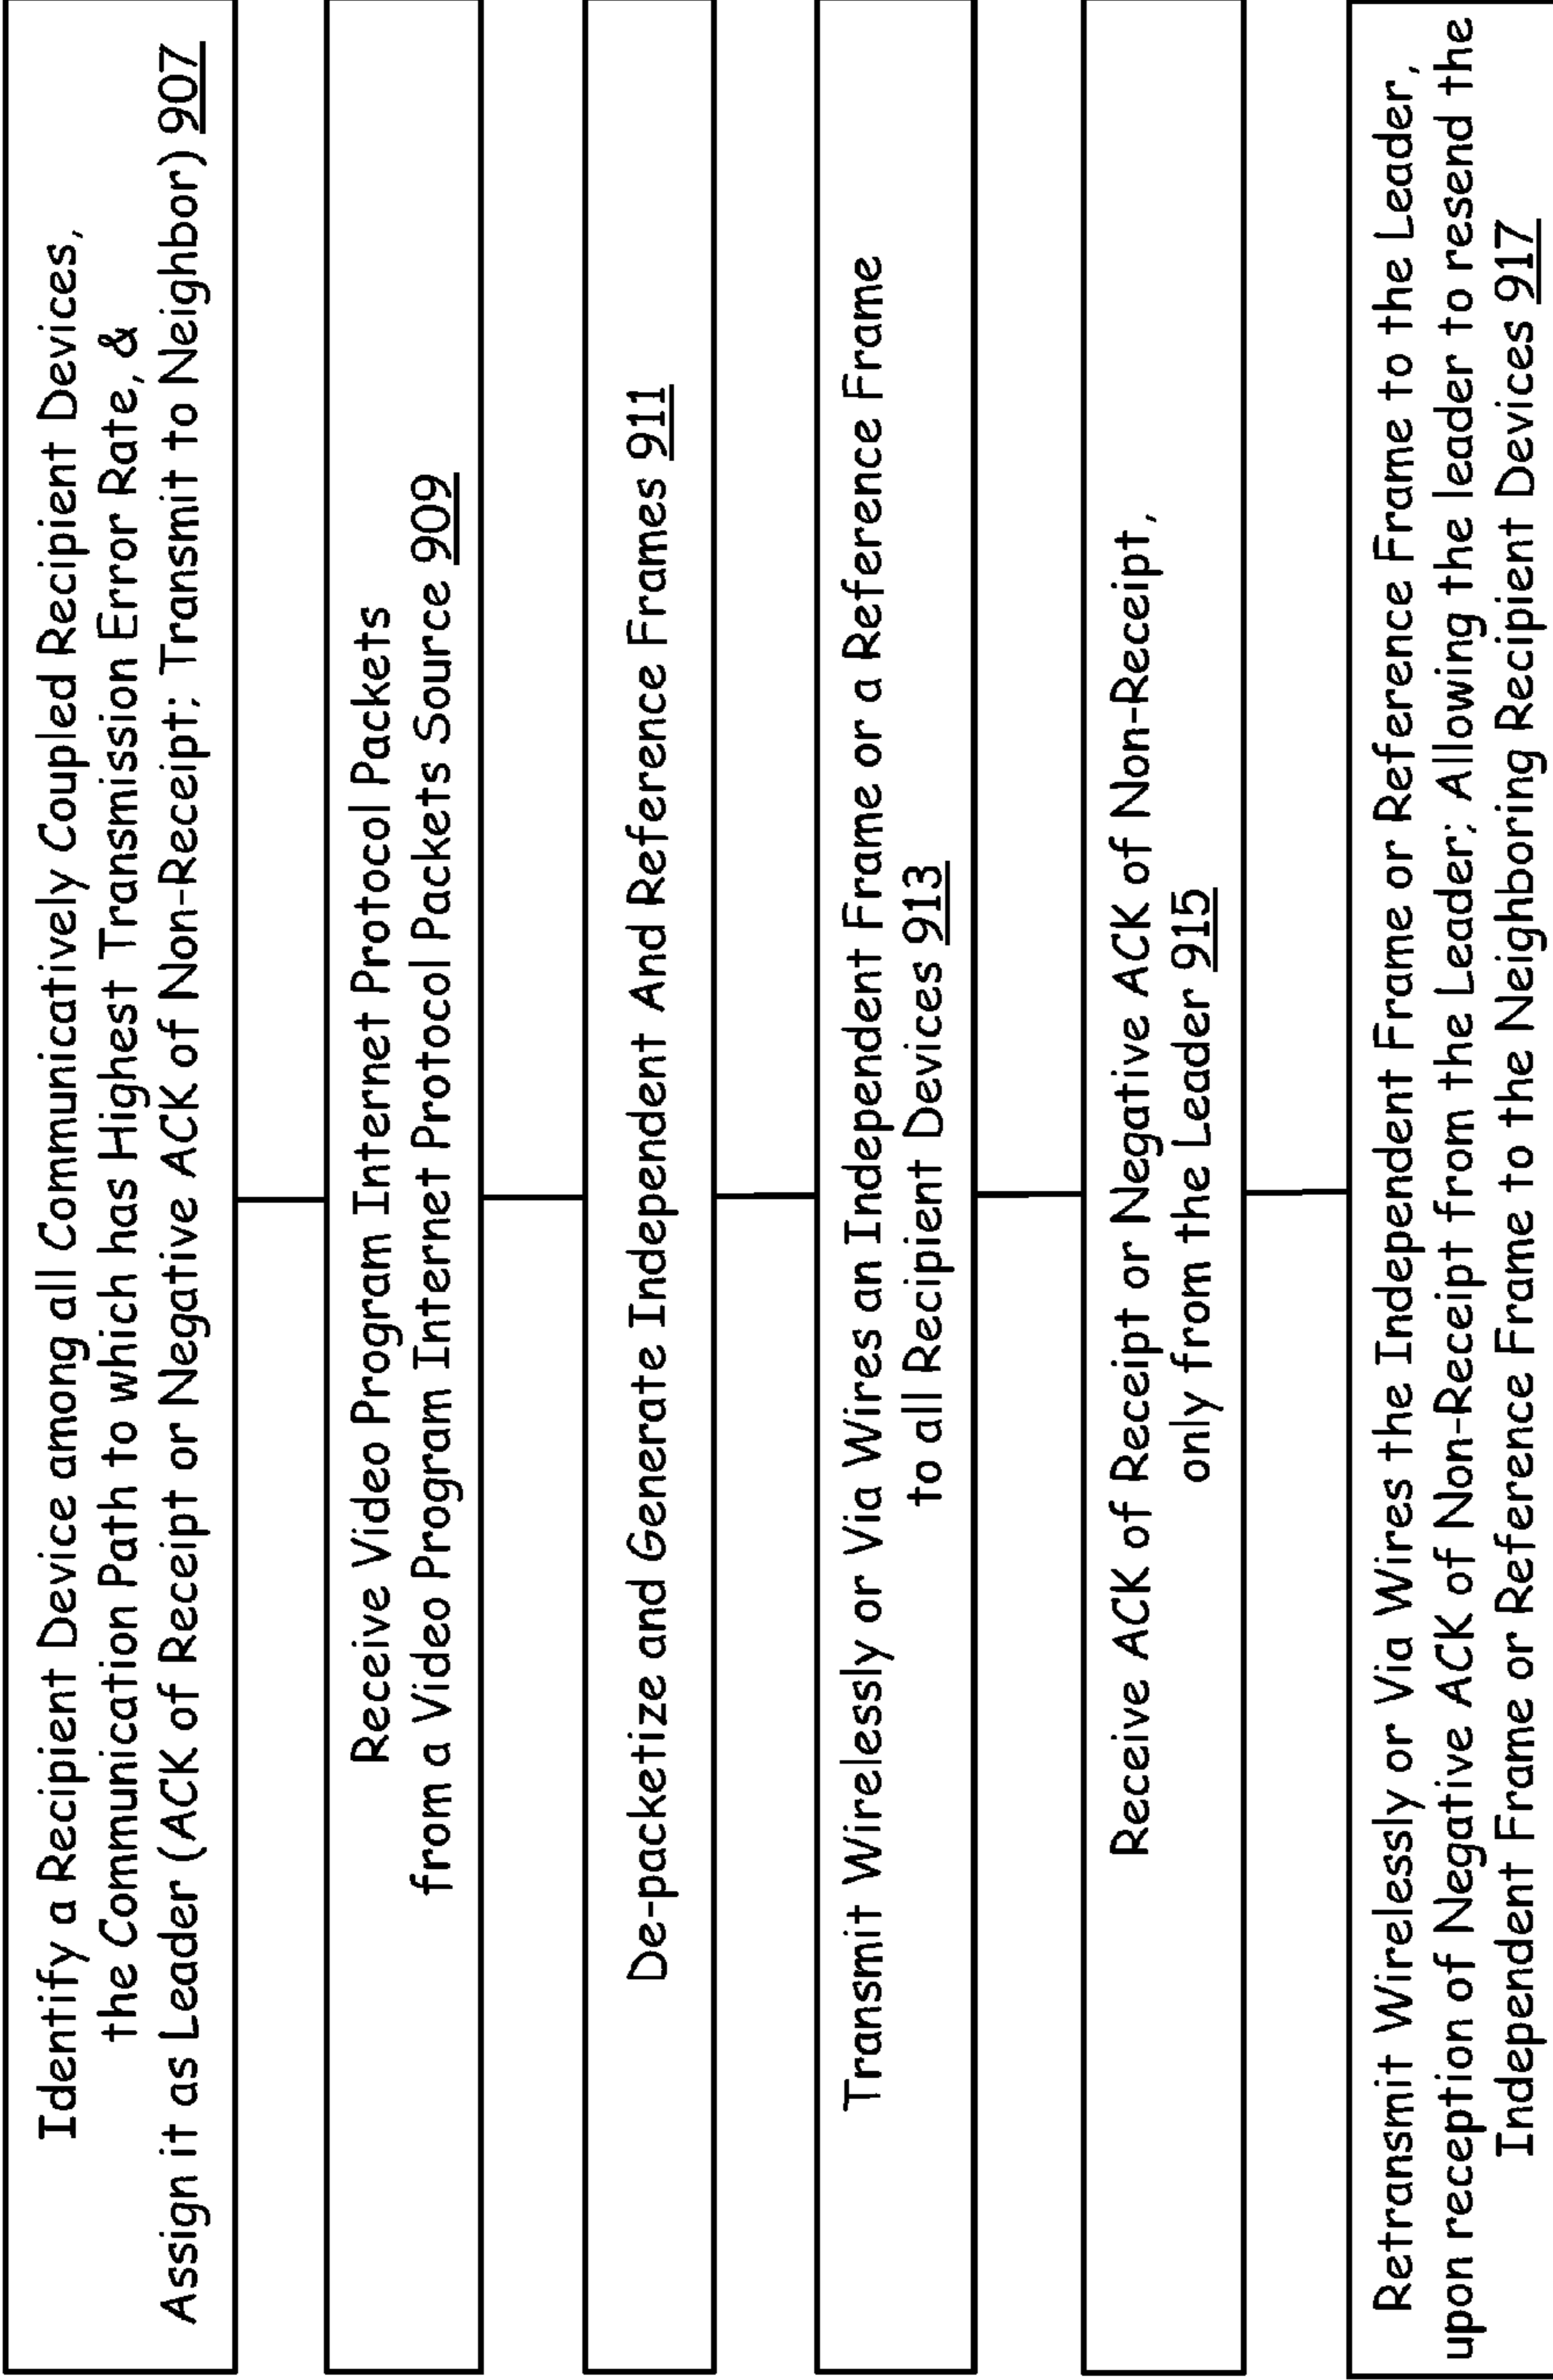 Identify a Recipient Device among all Communicatively Coupled Recipient Devices,
the Communication Path to which has Highest Transmission Error Rate, &
Assign it as Leader (ACK of Receipt or Negative ACK of Non-Receipt; Transmit to Neighbor) 907
Receive Video Program Internet Protocol Packets
from a Video Program Internet Protocol Packets Source 909
De-packetize and Generate Independent And Reference Frames 911
Transmit Wirelessly or Via Wires an Independent Frame or a Reference Frame
to all Recipient Devices 913
Receive ACK of Receipt or Negative ACK of Non-Receipt,
only from the Leader 915
Retransmit Wirelessly or Via Wires the Independent Frame or Reference Frame to the Leader,
upon reception of Negative ACK of Non-Receipt from the Leader; Allowing the leader to resend the
Independent Frame or Reference Frame to the Neighboring Recipient Devices 917